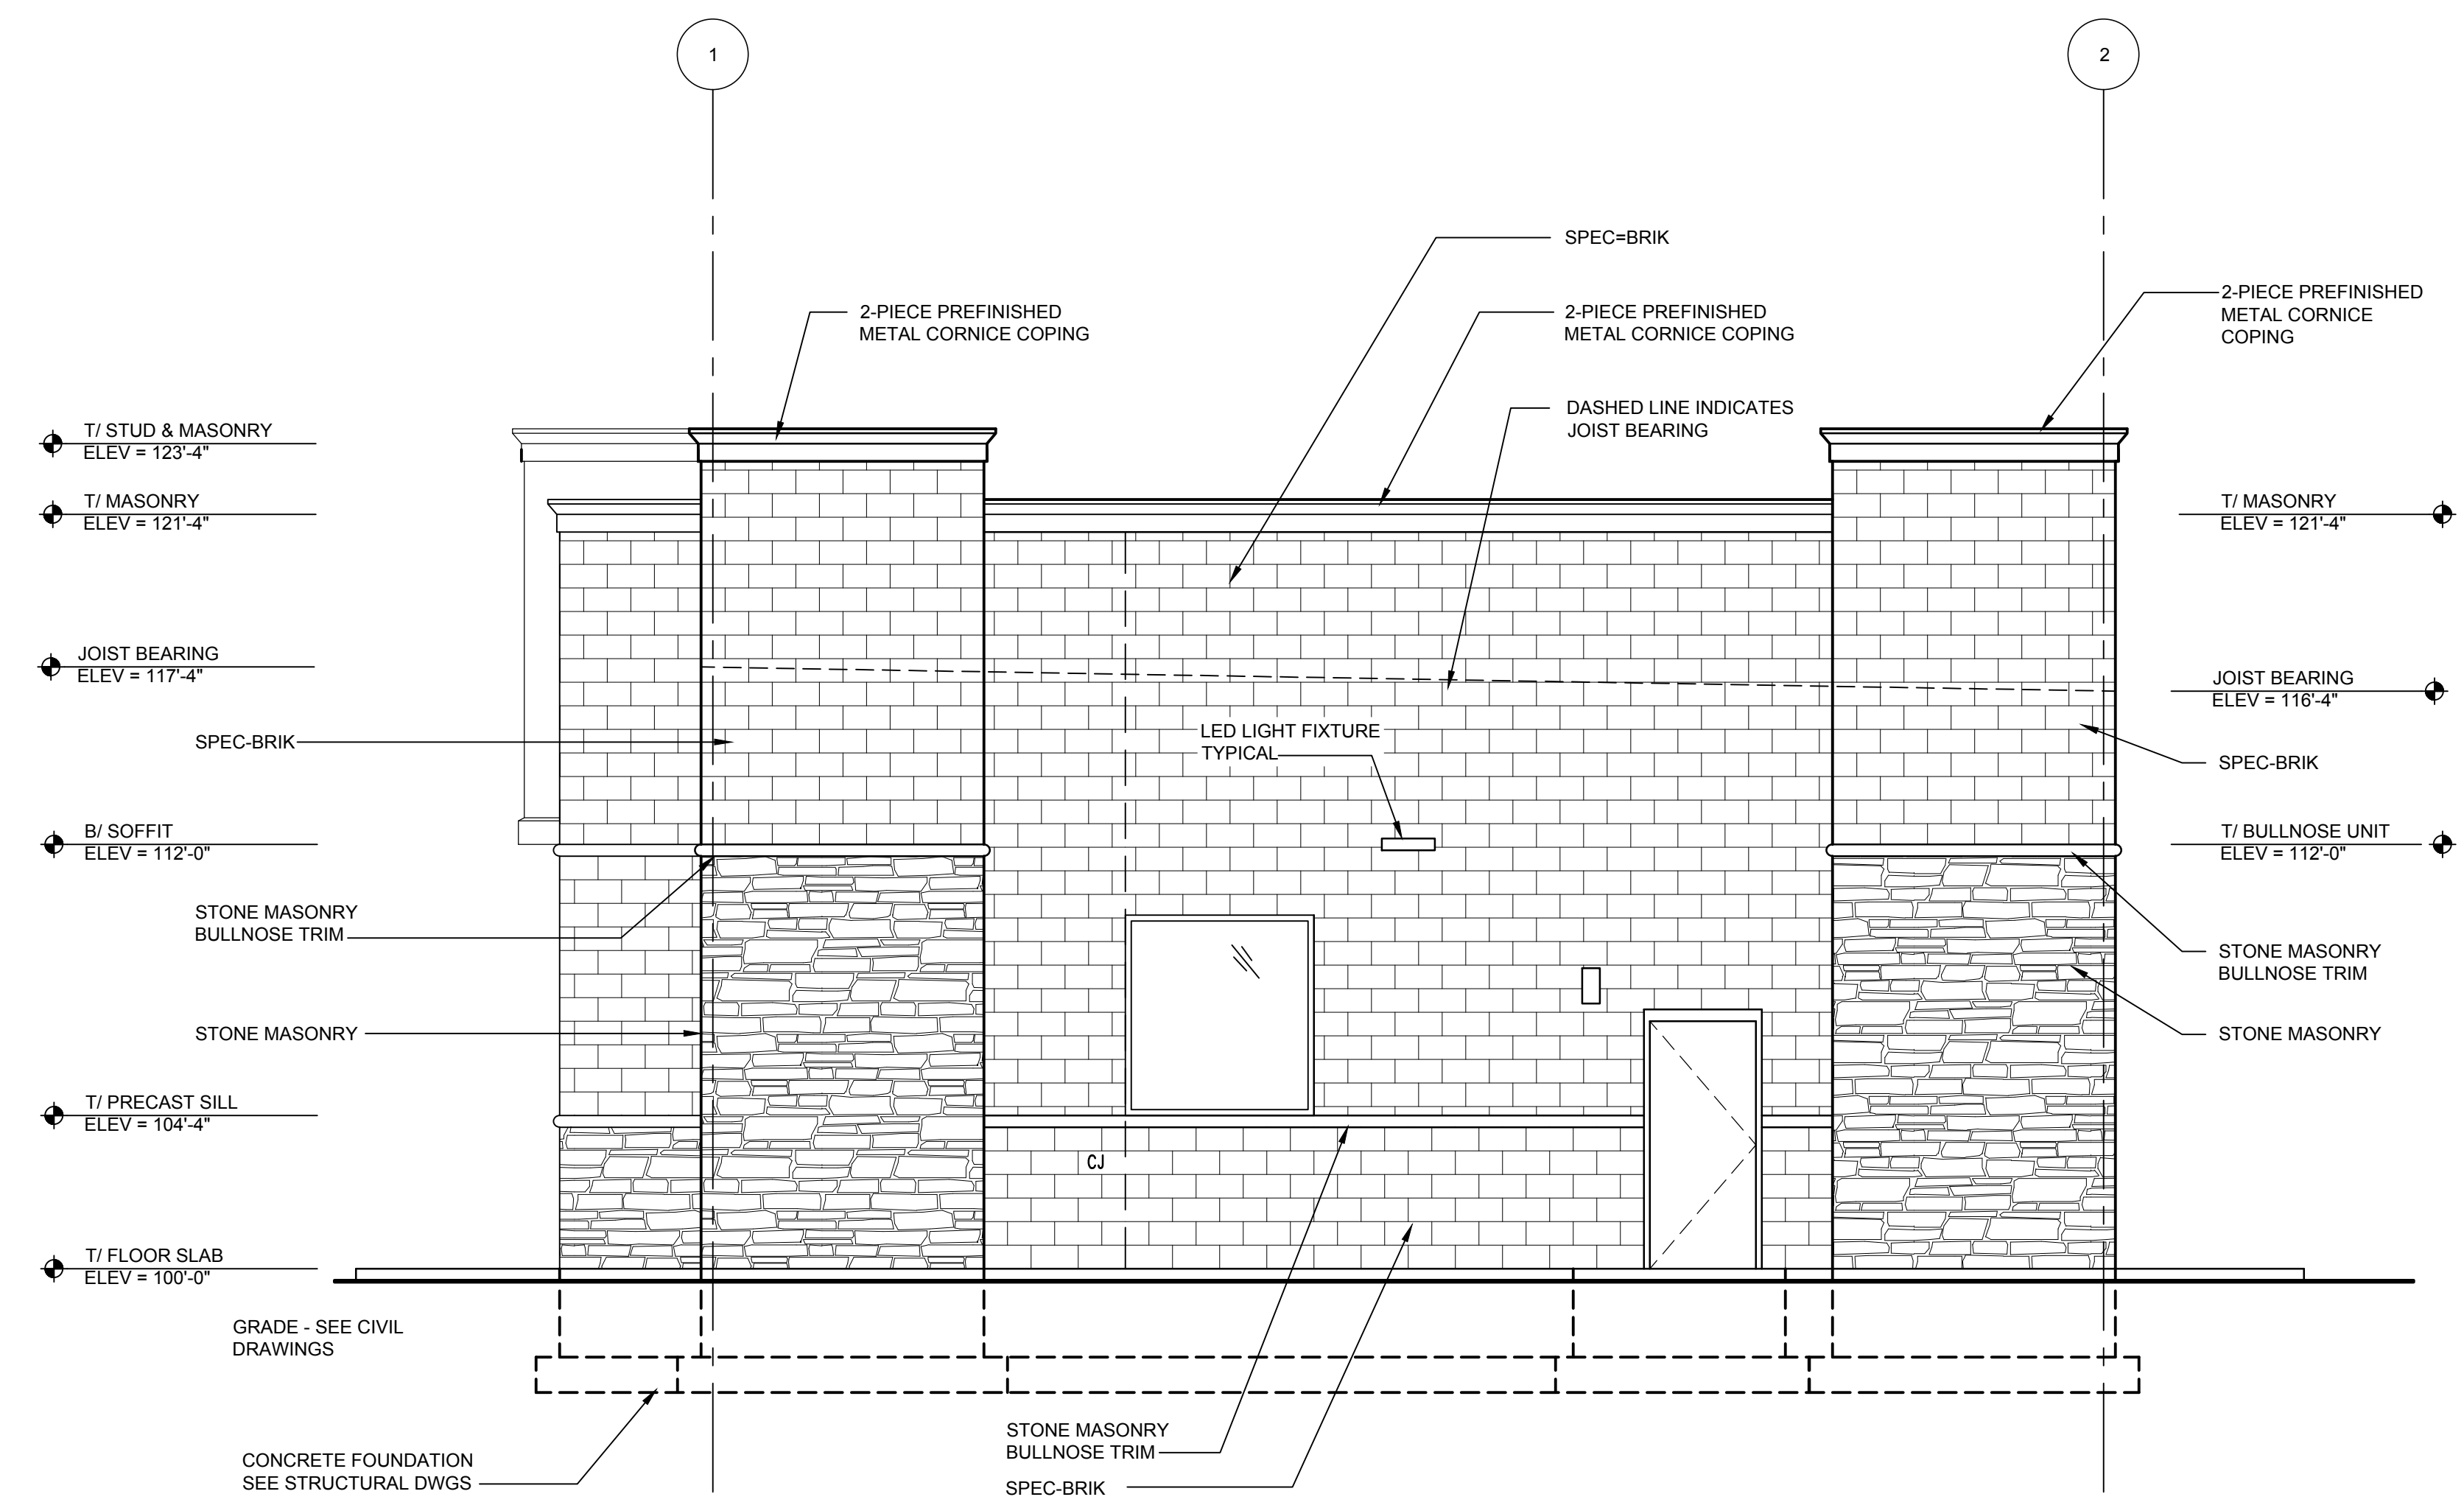 1
2
SPEC=BRIK
2-PIECE PREFINISHED
METAL CORNICE COPING
2-PIECE PREFINISHED
METAL CORNICE COPING
2-PIECE PREFINISHED
METAL CORNICE
COPING
DASHED LINE INDICATES
JOIST BEARING
T/ STUD & MASONRY
ELEV = 123'-4"
T/ MASONRY
ELEV = 121'-4"
T/ MASONRY
ELEV = 121'-4"
JOIST BEARING
ELEV = 117'-4"
JOIST BEARING
ELEV = 116'-4"
SPEC-BRIK
LED LIGHT FIXTURE
TYPICAL
SPEC-BRIK
B/ SOFFIT
ELEV = 112'-0"
T/ BULLNOSE UNIT
ELEV = 112'-0"
STONE MASONRY
BULLNOSE TRIM
STONE MASONRY
BULLNOSE TRIM
STONE MASONRY
STONE MASONRY
T/ PRECAST SILL
ELEV = 104'-4"
CJ
T/ FLOOR SLAB
ELEV = 100'-0"
GRADE - SEE CIVIL
DRAWINGS
CONCRETE FOUNDATION
SEE STRUCTURAL DWGS
STONE MASONRY
BULLNOSE TRIM
SPEC-BRIK